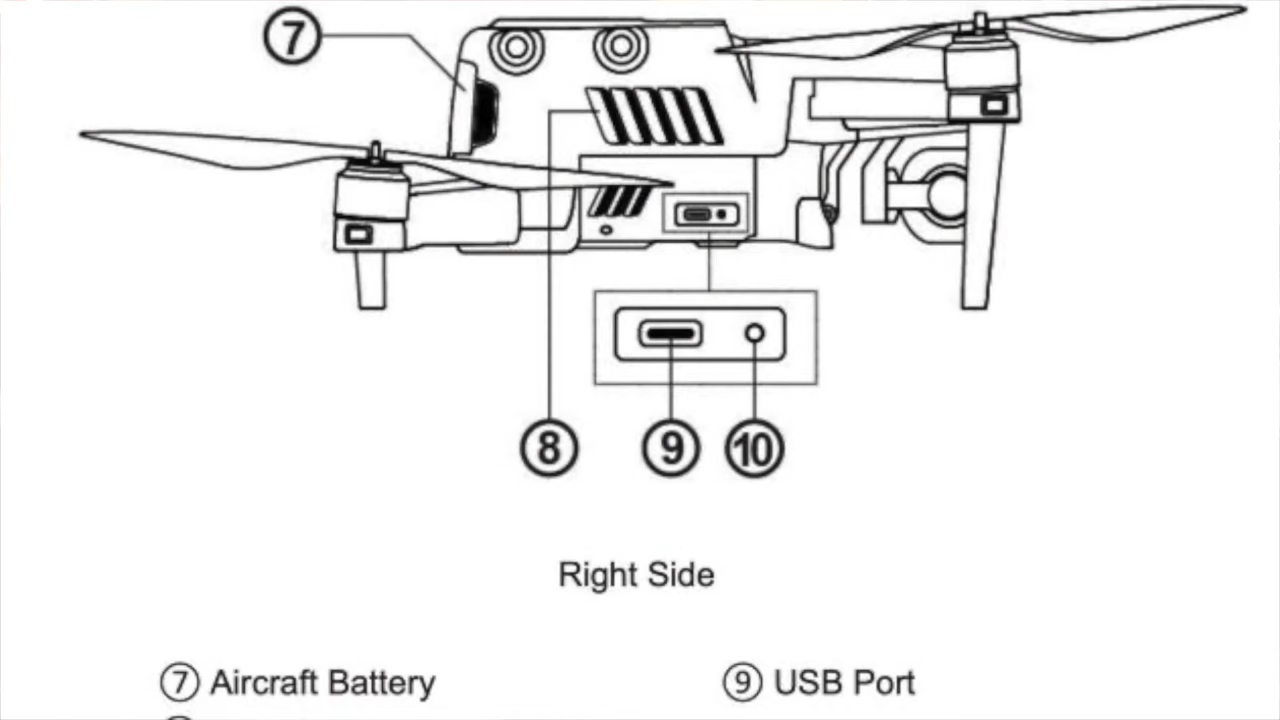 ⑦
⑧ ⑨ ⑩
Right Side
⑦ Aircraft Battery
⑨ USB Port